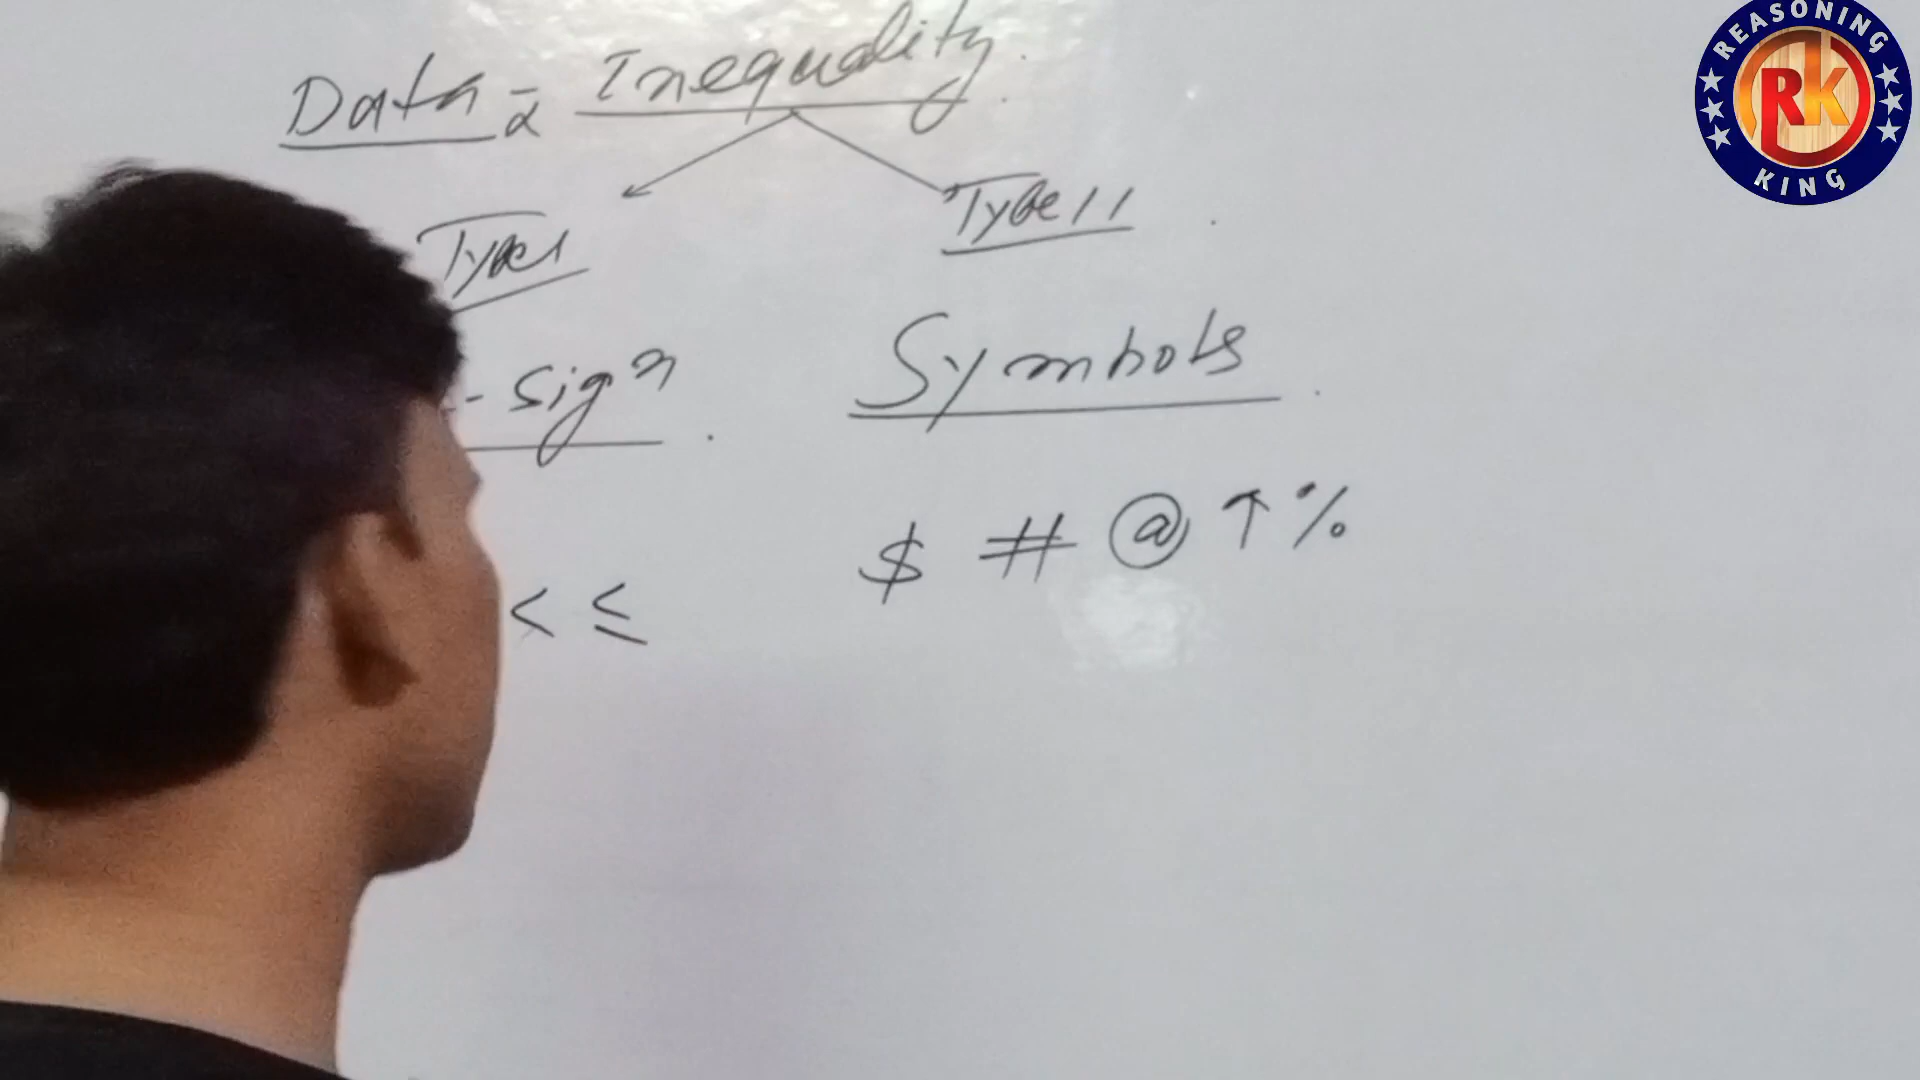 Data = Inequality.
Type I Type II
- Sign . Symbols .
< ≤ $ # @ ↑ %
REASONING
RK
KING